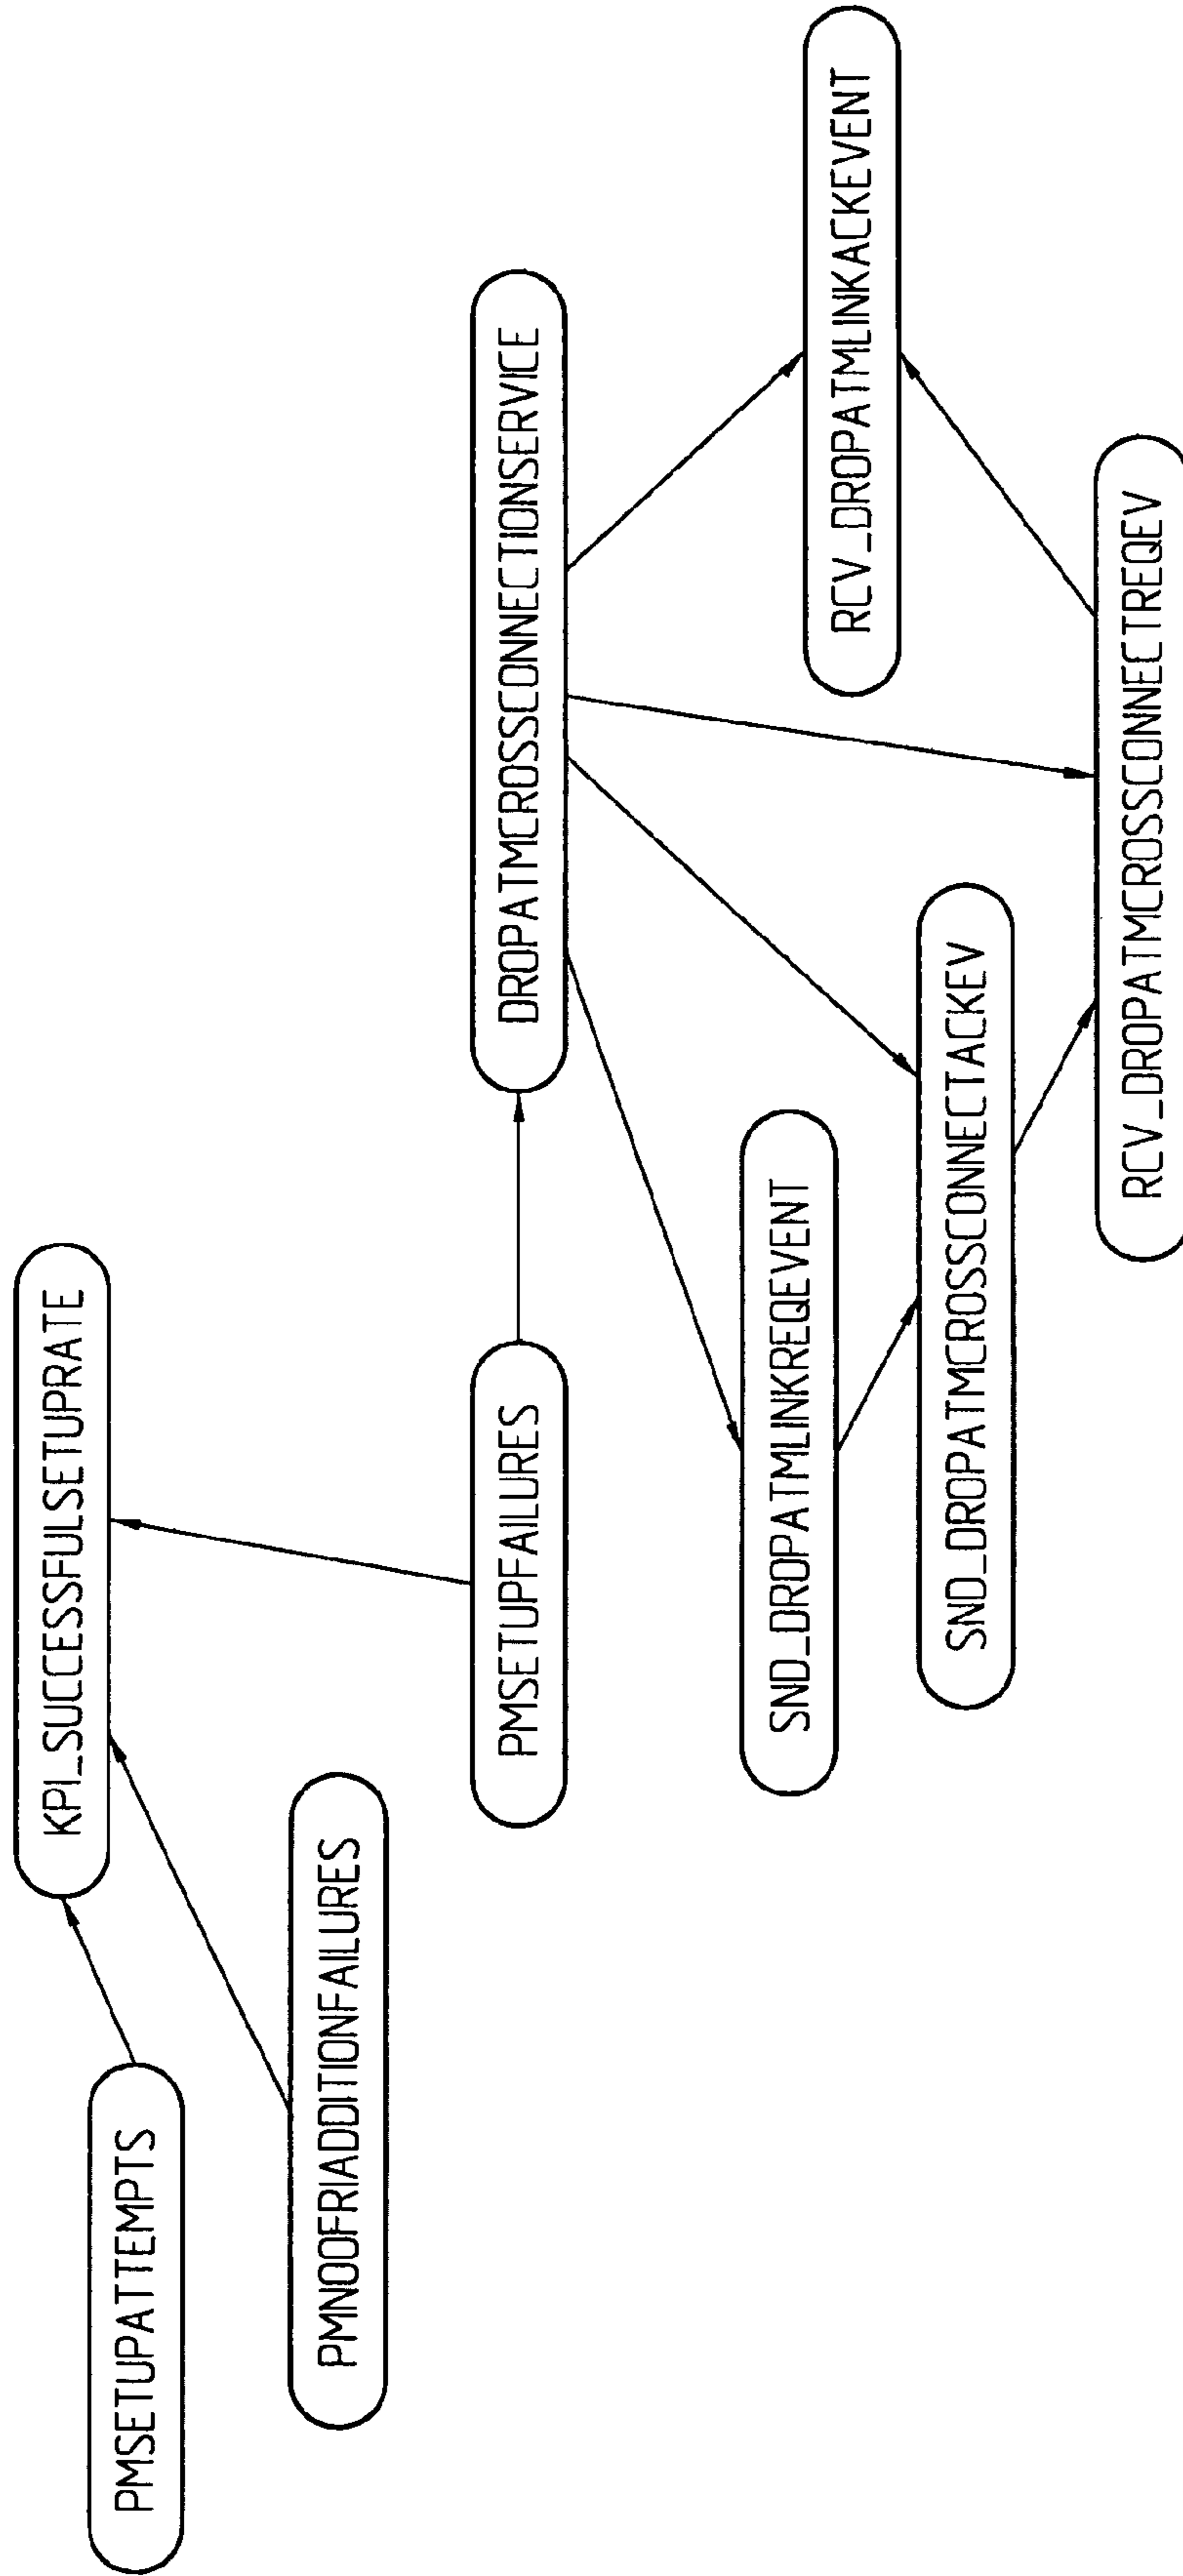 KPI_SUCCESSFULSETUPRATE
PMSETUPATTEMPTS
PMNOOFRIADDITIONFAILURES
PMSETUPFAILURES
DROPATMCROSSCONNECTIONSERVICE
SND_DROPATMLINKREQEVENT
RCV_DROPATMLINKACKEVENT
SND_DROPATMCROSSCONNECTACKEV
RCV_DROPATMCROSSCONNECTREQEV